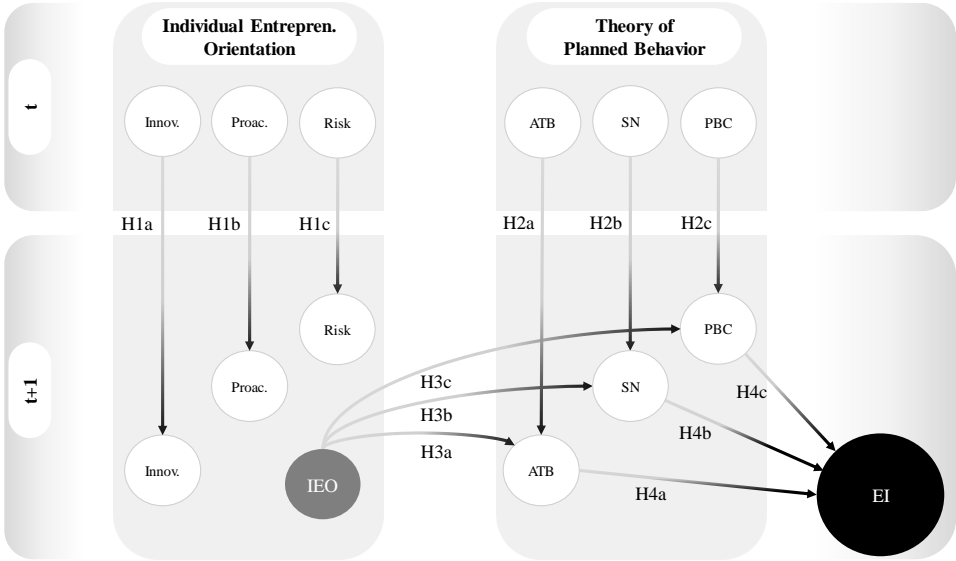 Individual Entrepren.
Orientation
Theory of
Planned Behavior
t
Innov.
Proac.
Risk
ATB
SN
PBC
H1a
H1b
H1c
H2a
H2b
H2c
t+1
Risk
PBC
Proac.
SN
H3c
H4c
H3b
H4b
H3a
Innov.
IEO
ATB
H4a
EI